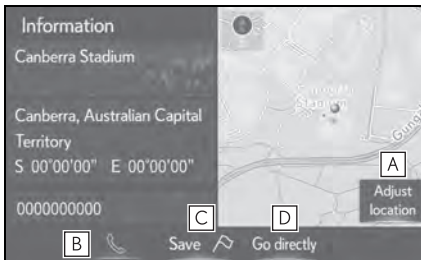 Information
Canberra Stadium
Canberra, Australian Capital
Territory
S 00°00'00" E 00°00'00"
0000000000
A
Adjust
location
B
C
Save
D
Go directly